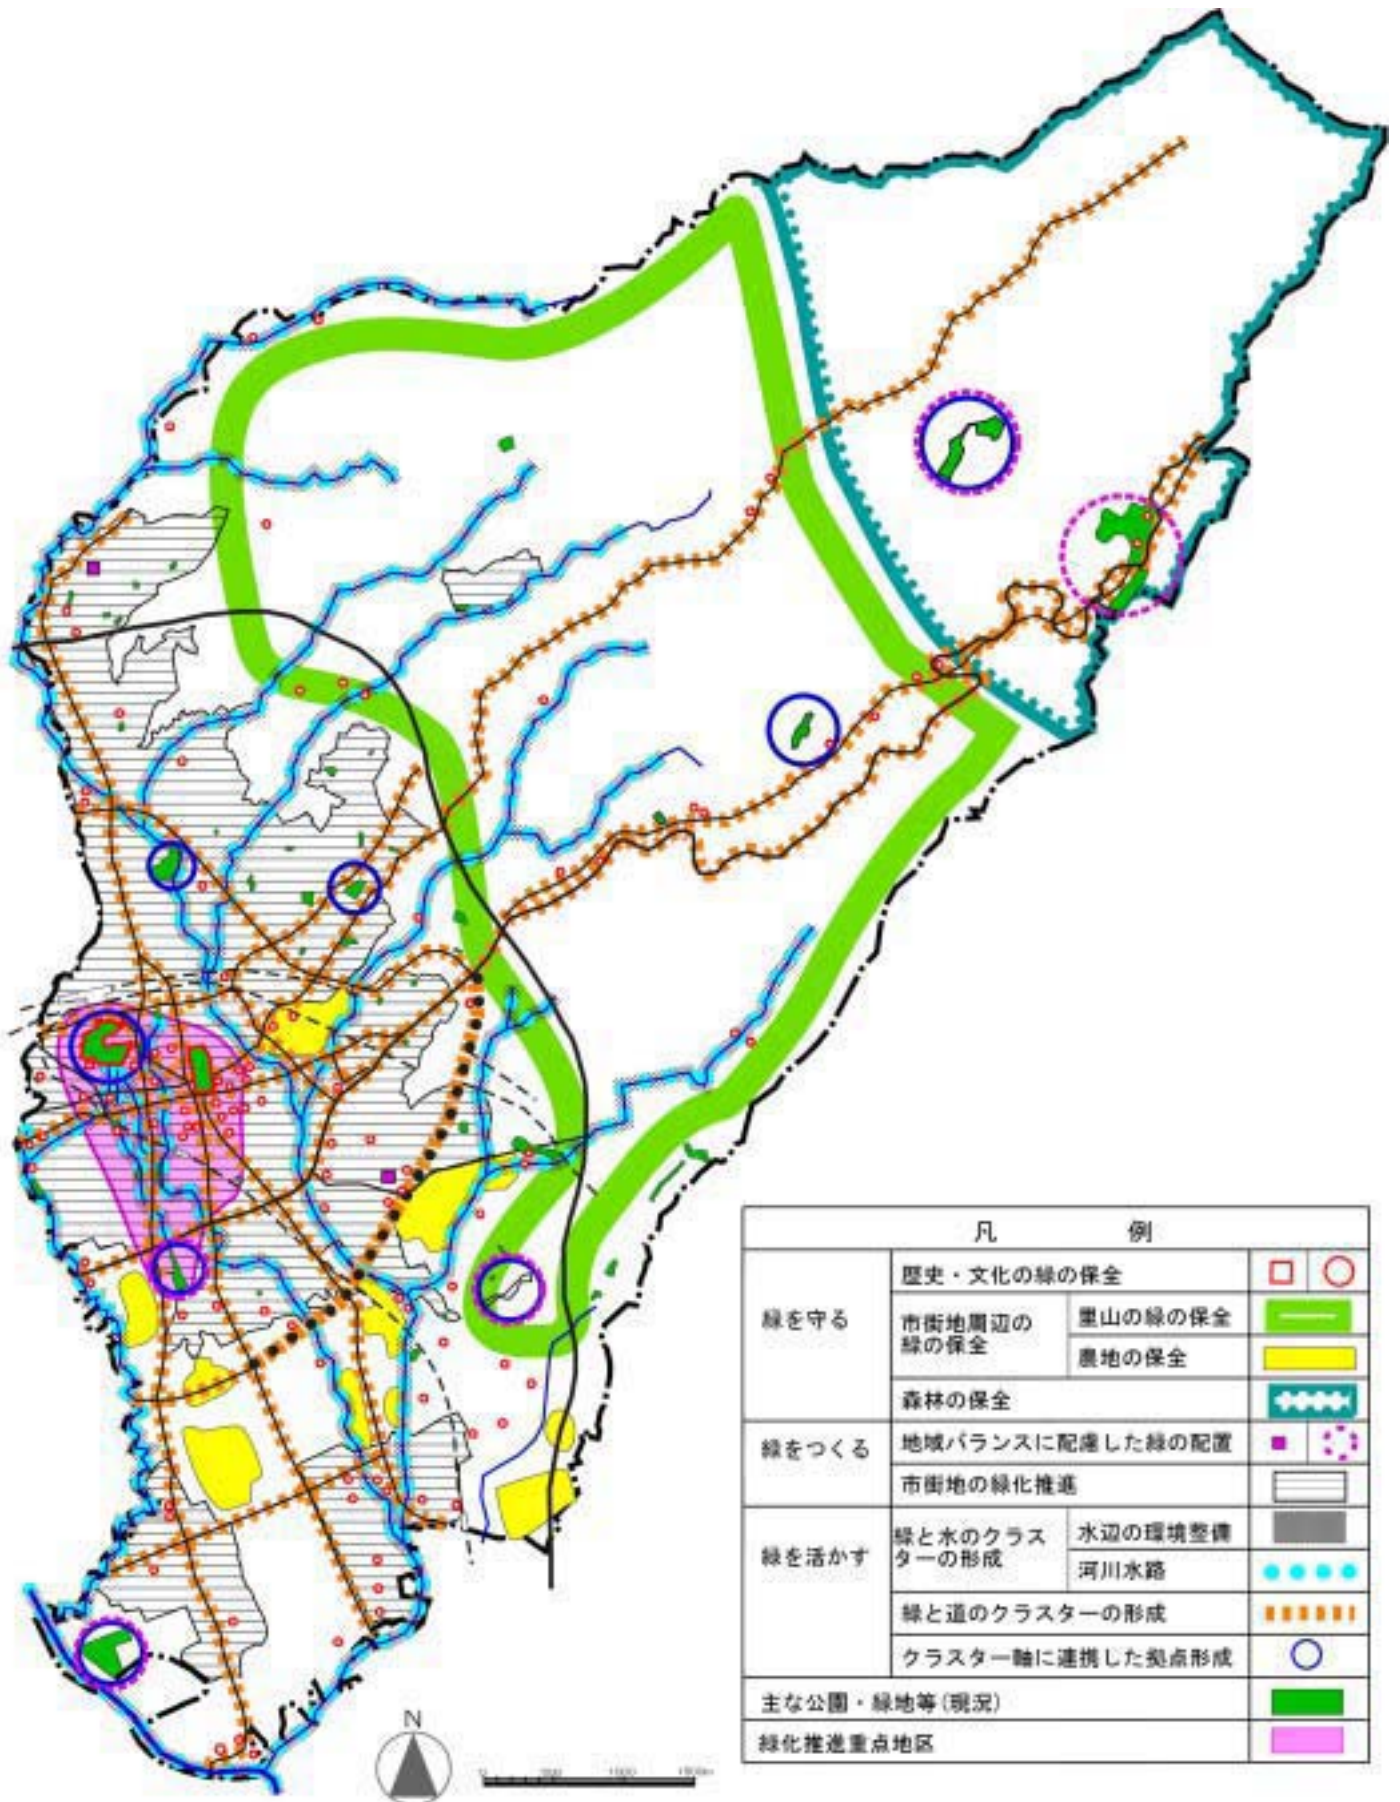 凡 例
緑を守る
歴史・文化の緑の保全
市街地周辺の
緑の保全
里山の緑の保全
農地の保全
森林の保全
緑をつくる
地域バランスに配慮した緑の配置
市街地の緑化推進
緑を活かす
緑と水のクラス
ターの形成
水辺の環境整備
河川水路
緑と道のクラスターの形成
クラスター軸に連携した拠点形成
主な公園・緑地等(現況)
緑化推進重点地区
N